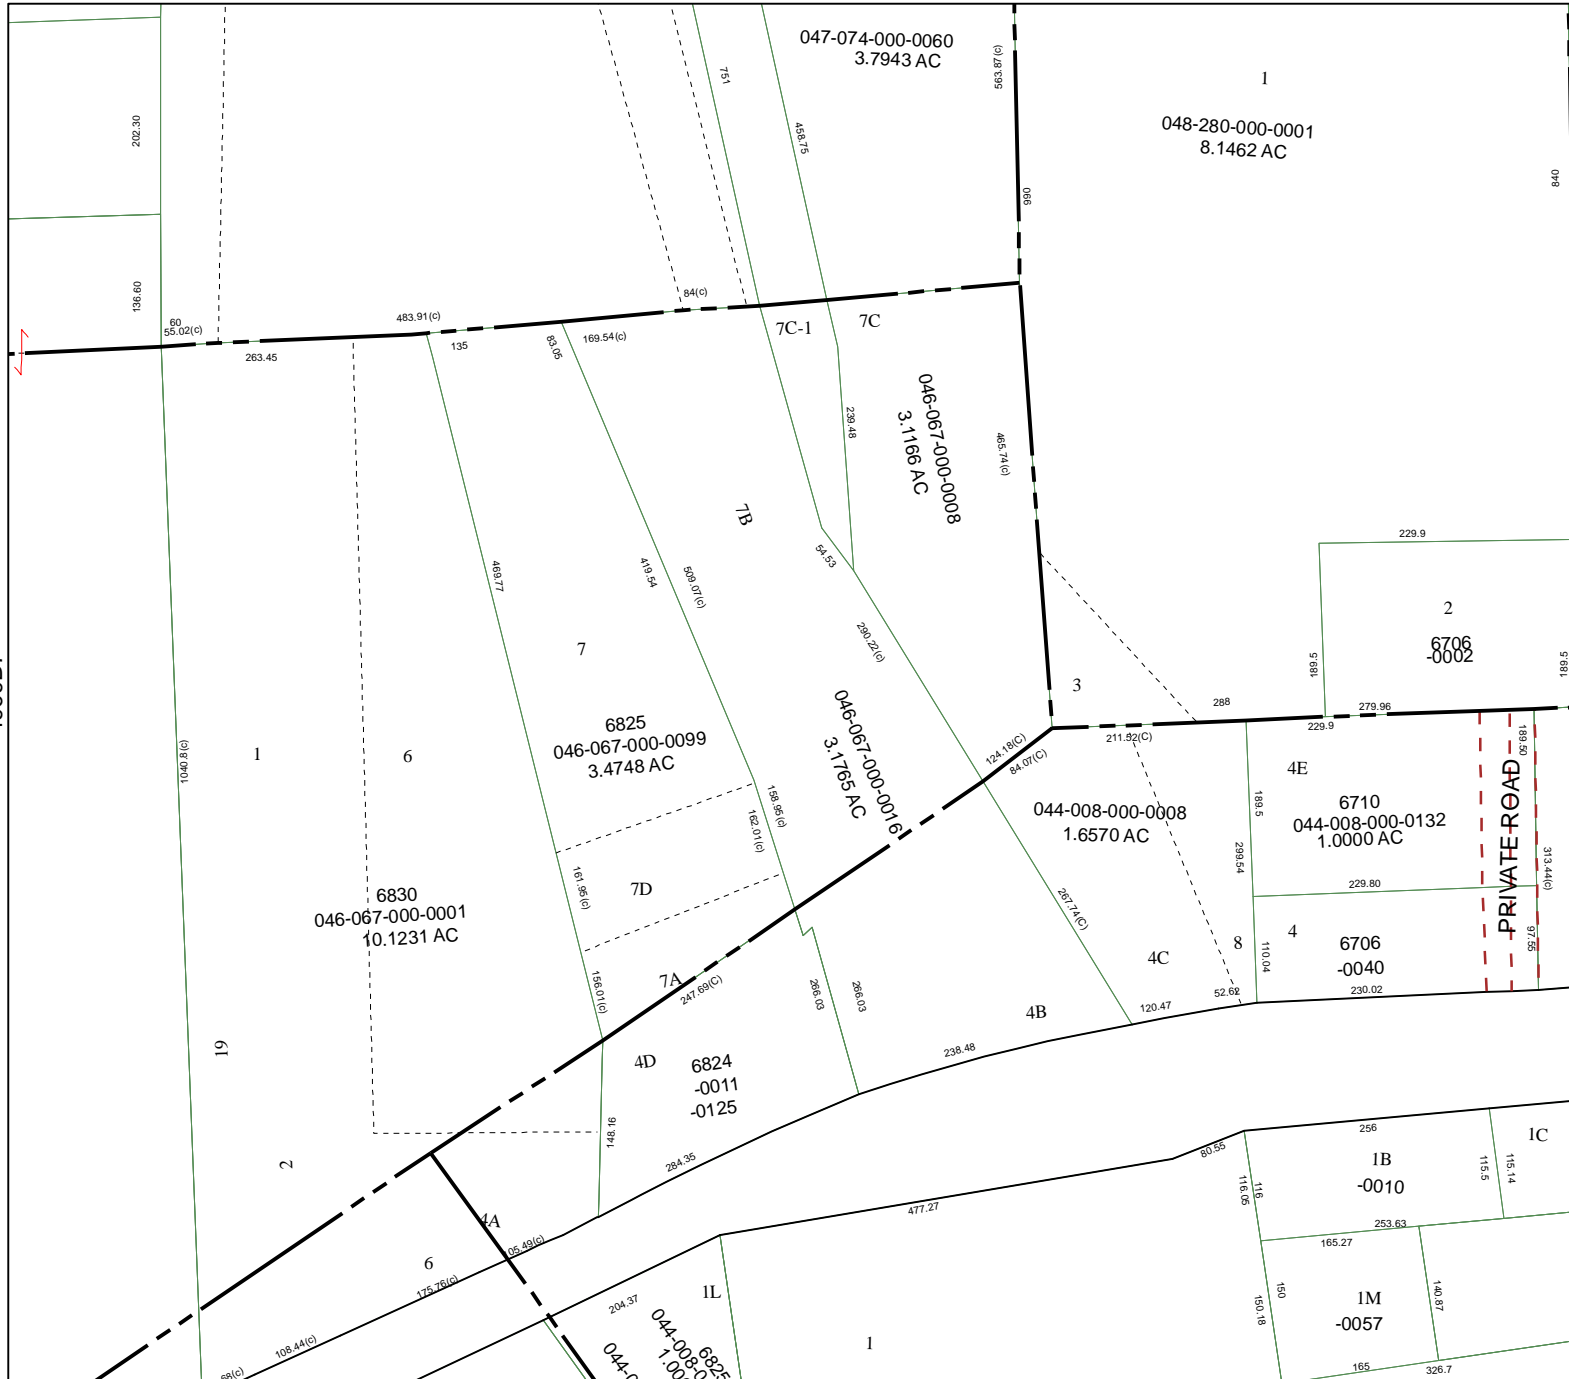 047-074-000-0060
3.7943 AC
751
458.75
563.87(c)
990
1
048-280-000-0001
8.1462 AC
840
202.30
136.60
60
55.02(c)
263.45
483.91(c)
135
83.05
169.54(c)
84(c)
7C-1
7C
239.48
046-067-000-0008
3.1166 AC
465.74(c)
7B
54.53
469.77
419.54
509.07(c)
290.22(c)
229.9
2
6706
-0002
189.5
189.5
7
3
288
279.96
229.9
211.52(C)
124.18(C)
84.07(C)
6825
046-067-000-0099
3.4748 AC
046-067-000-0016
3.1765 AC
1040.8(c)
1
6
158.95(c)
162.01(c)
044-008-000-0008
1.6570 AC
4E
6710
044-008-000-0132
1.0000 AC
189.5
299.54
189.50
PRIVATE ROAD
313.44(c)
229.80
97.55
161.95(c)
7D
6830
046-067-000-0001
10.1231 AC
267.74(C)
4C
8
4
110.04
6706
-0040
230.02
52.62
120.47
156.01(c)
7A
247.69(C)
266.03
266.03
4B
238.48
19
4D
6824
-0011
-0125
148.16
284.35
2
4A
05.49(c)
6
175.76(c)
108.44(c)
68(c)
477.27
80.55
256
1C
1B
-0010
116.05
116
115.5
115.14
253.63
165.27
150
150.18
140.87
1M
-0057
165
326.7
204.37
1L
1
6825
044-008-0
1.00
044-0